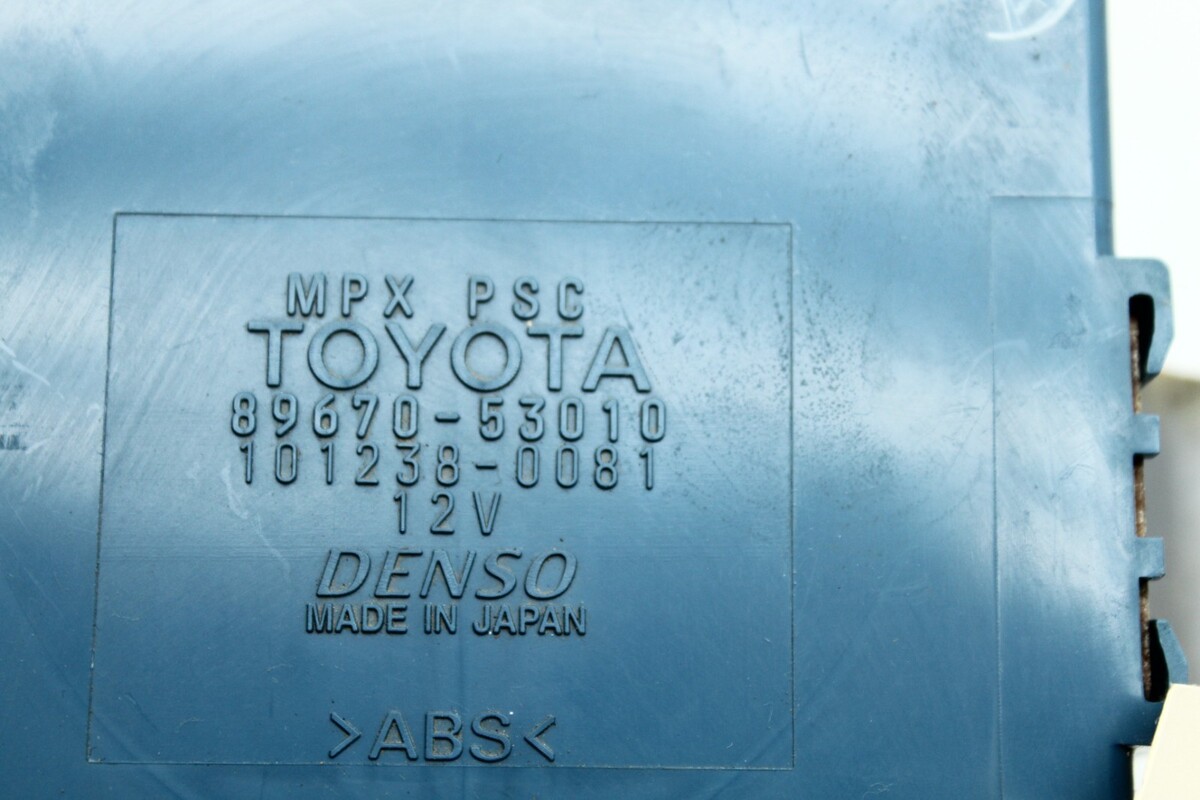 MPX PSC
TOYOTA
89670-53010
101238-0081
12V
DENSO
MADE IN JAPAN
>ABS<